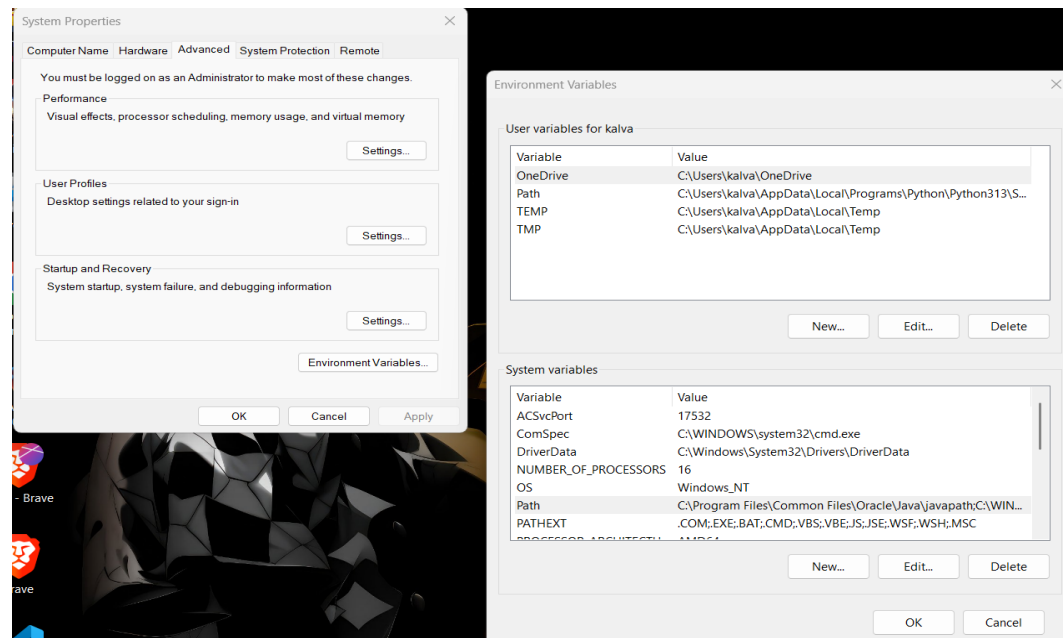 System Properties
Computer Name Hardware Advanced System Protection Remote
You must be logged on as an Administrator to make most of these changes.
Performance
Visual effects, processor scheduling, memory usage, and virtual memory
Settings...
User Profiles
Desktop settings related to your sign-in
Settings...
Startup and Recovery
System startup, system failure, and debugging information
Settings...
Environment Variables...
OK Cancel Apply
- Brave
rave
Environment Variables
User variables for kalva
Variable Value
OneDrive C:\Users\kalva\OneDrive
Path C:\Users\kalva\AppData\Local\Programs\Python\Python313\S...
TEMP C:\Users\kalva\AppData\Local\Temp
TMP C:\Users\kalva\AppData\Local\Temp
New... Edit... Delete
System variables
Variable Value
ACSvcPort 17532
ComSpec C:\WINDOWS\system32\cmd.exe
DriverData C:\Windows\System32\Drivers\DriverData
NUMBER_OF_PROCESSORS 16
OS Windows_NT
Path C:\Program Files\Common Files\Oracle\Java\javapath;C:\WIN...
PATHEXT .COM;.EXE;.BAT;.CMD;.VBS;.VBE;.JS;.JSE;.WSF;.WSH;.MSC
New... Edit... Delete
OK Cancel